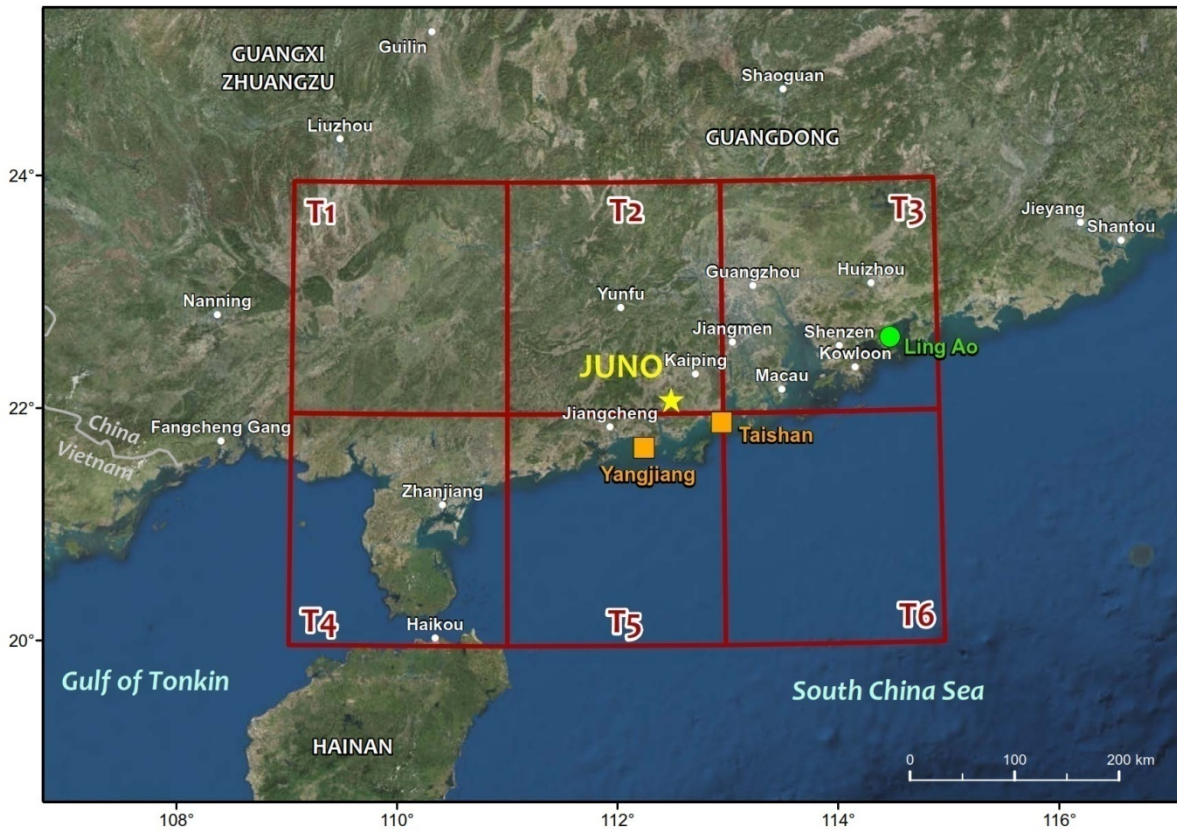 Guilin
GUANGXI
ZHUANGZU
Shaoguan
Liuzhou
GUANGDONG
24°
T1
T2
T3
Jieyang
Shantou
Guangzhou
Huizhou
Nanning
Yunfu
Jiangmen
Shenzen
Ling Ao
Kowloon
JUNO
Kaiping
Macau
22°
Jiangcheng
Fangcheng Gang
China
Vietnam
Taishan
Yangjiang
Zhanjiang
20°
T4
Haikou
T5
T6
Gulf of Tonkin
South China Sea
HAINAN
0 100 200 km
108° 110° 112° 114° 116°